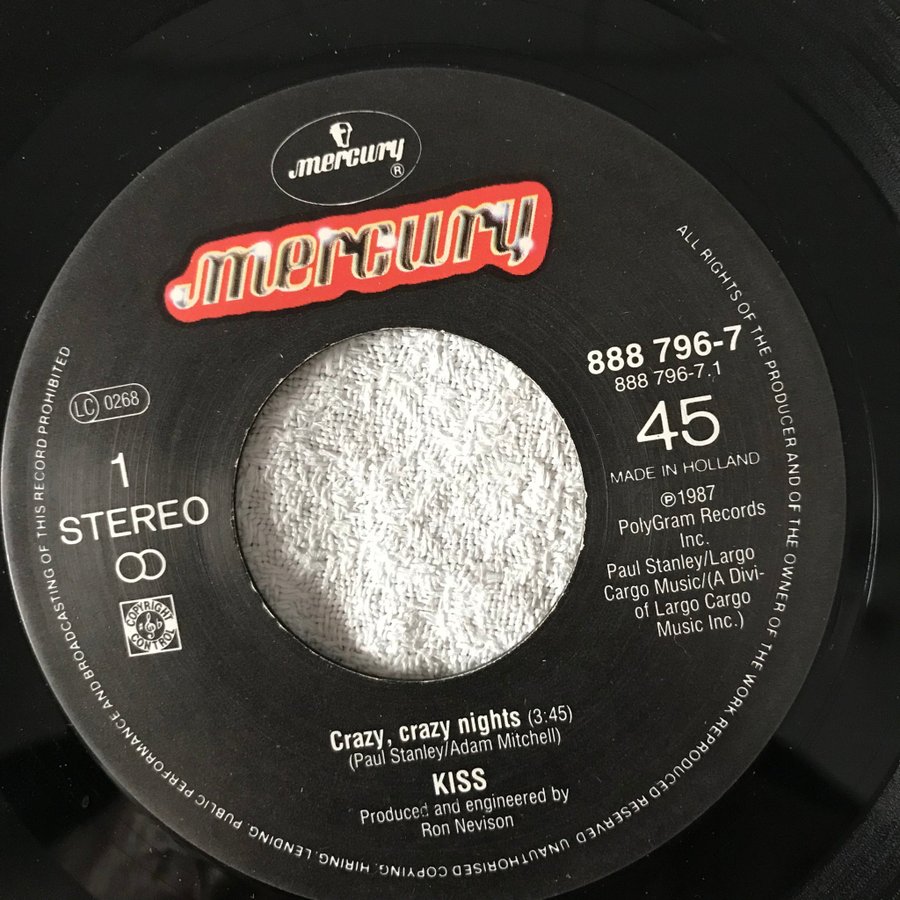 mercury
®
mercury
888 796-7
888 796-7.1
45
MADE IN HOLLAND
℗1987
PolyGram Records
Inc.
Paul Stanley/Largo
Cargo Music/(A Divi-
of Largo Cargo
Music Inc.)
LC 0268
1
STEREO
COPYRIGHT
CONTROL
Crazy, crazy nights (3:45)
(Paul Stanley/Adam Mitchell)
KISS
Produced and engineered by
Ron Nevison
ALL RIGHTS OF THE PRODUCER AND OF THE OWNER OF THE WORK REPRODUCED RESERVED. UNAUTHORISED COPYING, HIRING, LENDING, PUBLIC PERFORMANCE AND BROADCASTING OF THIS RECORD PROHIBITED